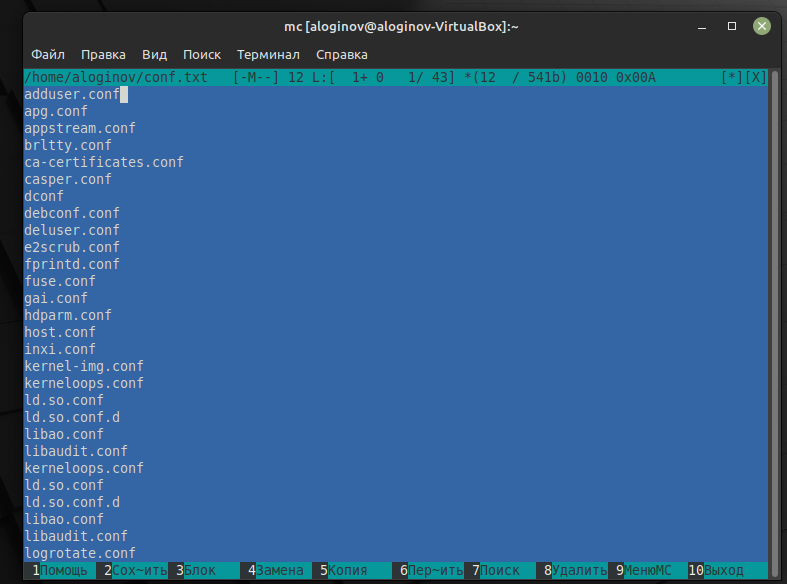 mc [aloginov@aloginov-VirtualBox]:~
Файл Правка Вид Поиск Терминал Справка
/home/aloginov/conf.txt [-M--] 12 L:[ 1+ 0 1/ 43] *(12 / 541b) 0010 0x00A [*][X]
adduser.conf
apg.conf
appstream.conf
brltty.conf
ca-certificates.conf
casper.conf
dconf
debconf.conf
deluser.conf
e2scrub.conf
fprintd.conf
fuse.conf
gai.conf
hdparm.conf
host.conf
inxi.conf
kernel-img.conf
kerneloops.conf
ld.so.conf
ld.so.conf.d
libao.conf
libaudit.conf
kerneloops.conf
ld.so.conf
ld.so.conf.d
libao.conf
libaudit.conf
logrotate.conf
1Помощь 2Сох~ить 3Блок 4Замена 5Копия 6Пер~ить 7Поиск 8Удалить 9МенюMC 10Выход